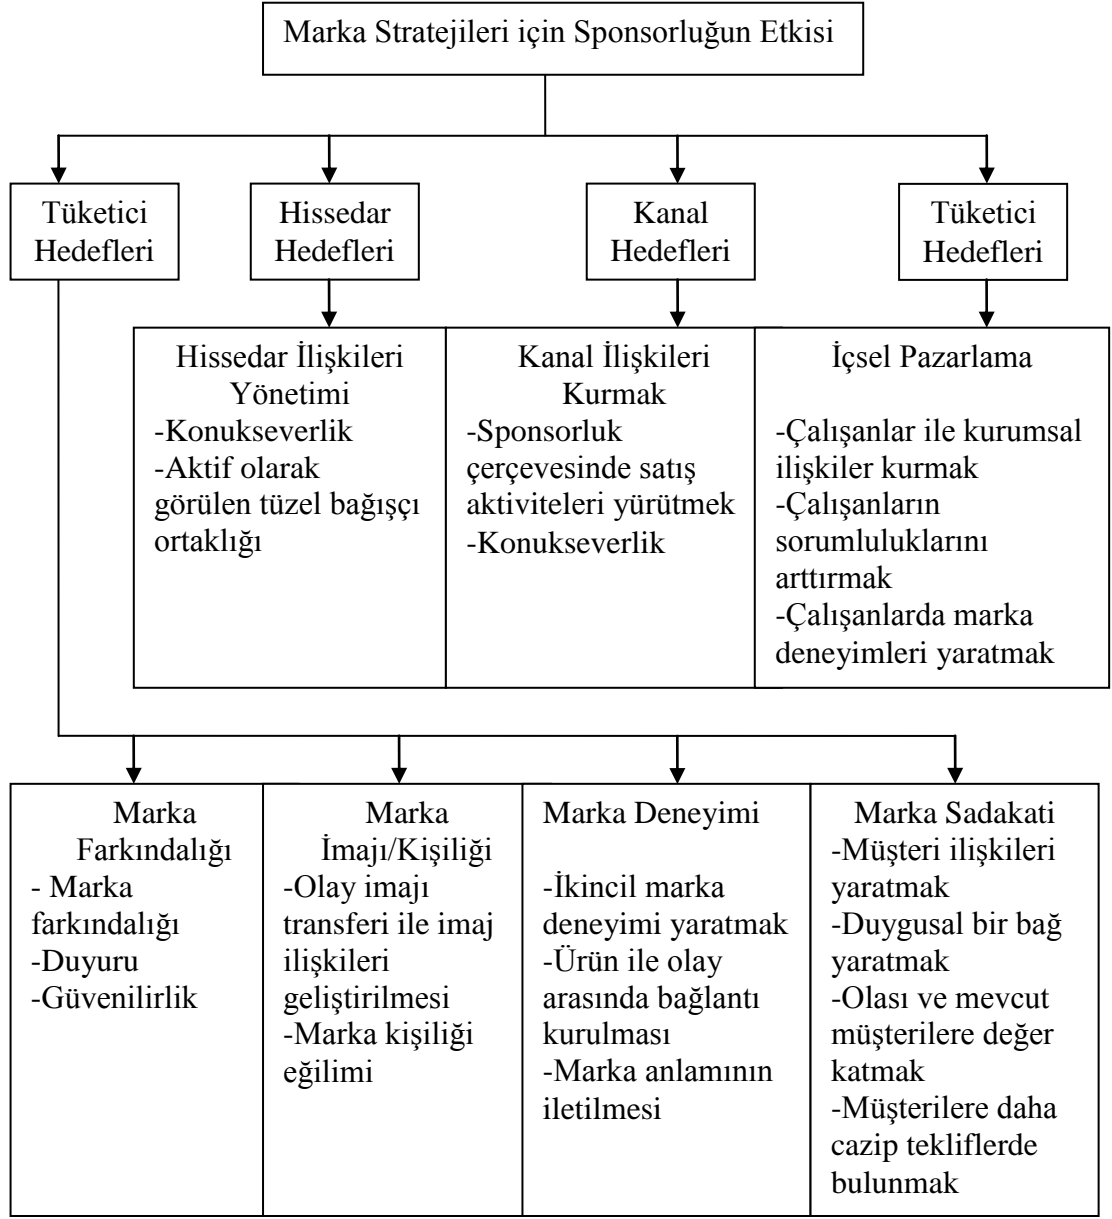 Marka Stratejileri için Sponsorluğun Etkisi
Tüketici
Hedefleri
Hissedar
Hedefleri
Kanal
Hedefleri
Tüketici
Hedefleri
Hissedar İlişkileri
Yönetimi
-Konukseverlik
-Aktif olarak
görülen tüzel bağışçı
ortaklığı
Kanal İlişkileri
Kurmak
-Sponsorluk
çerçevesinde satış
aktiviteleri yürütmek
-Konukseverlik
İçsel Pazarlama
-Çalışanlar ile kurumsal
ilişkiler kurmak
-Çalışanların
sorumluluklarını
arttırmak
-Çalışanlarda marka
deneyimleri yaratmak
Marka
Farkındalığı
- Marka
farkındalığı
-Duyuru
-Güvenilirlik
Marka
İmajı/Kişiliği
-Olay imajı
transferi ile imaj
ilişkileri
geliştirilmesi
-Marka kişiliği
eğilimi
Marka Deneyimi
-İkincil marka
deneyimi yaratmak
-Ürün ile olay
arasında bağlantı
kurulması
-Marka anlamının
iletilmesi
Marka Sadakati
-Müşteri ilişkileri
yaratmak
-Duygusal bir bağ
yaratmak
-Olası ve mevcut
müşterilere değer
katmak
-Müşterilere daha
cazip tekliflerde
bulunmak